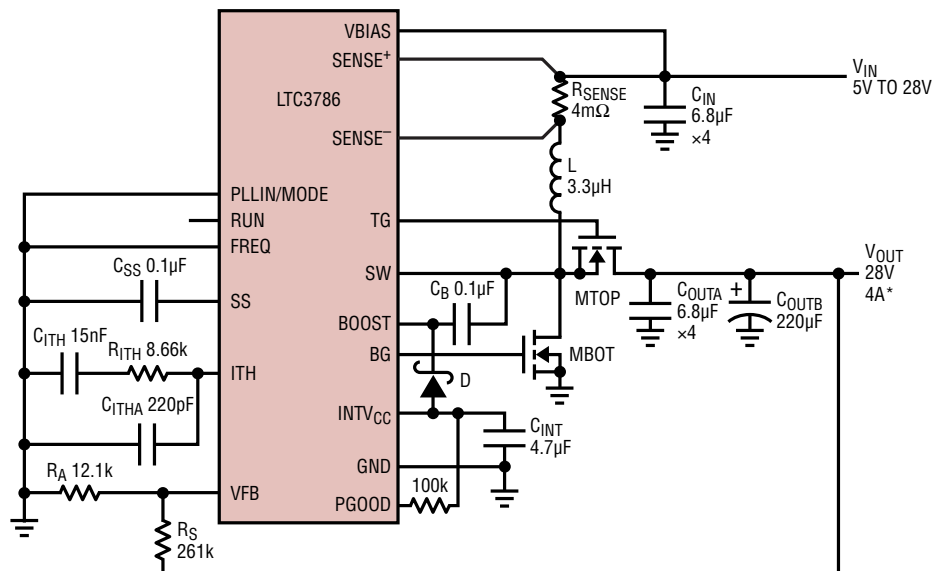 VBIAS
SENSE+
LTC3786
SENSE−
PLLIN/MODE
RUN
FREQ
TG
SW
SS
BOOST
BG
ITH
INTVCC
GND
VFB
PGOOD
VIN
5V TO 28V
RSENSE
4mΩ
CIN
6.8µF
×4
L
3.3µH
CSS 0.1µF
CITH 15nF
RITH 8.66k
CITHA 220pF
RA 12.1k
RS
261k
CB 0.1µF
MTOP
MBOT
D
CINT
4.7µF
100k
COUTA
6.8µF
×4
+
COUTB
220µF
VOUT
28V
4A*